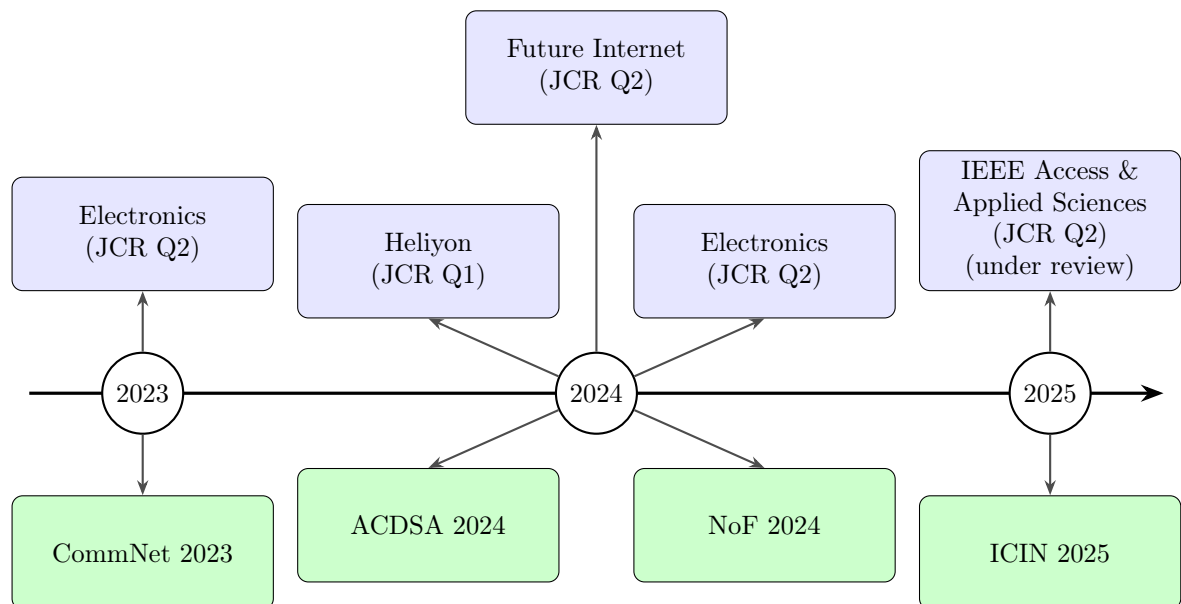 Future Internet
(JCR Q2)
Electronics
(JCR Q2)
Heliyon
(JCR Q1)
Electronics
(JCR Q2)
IEEE Access &
Applied Sciences
(JCR Q2)
(under review)
2023
2024
2025
CommNet 2023
ACDSA 2024
NoF 2024
ICIN 2025